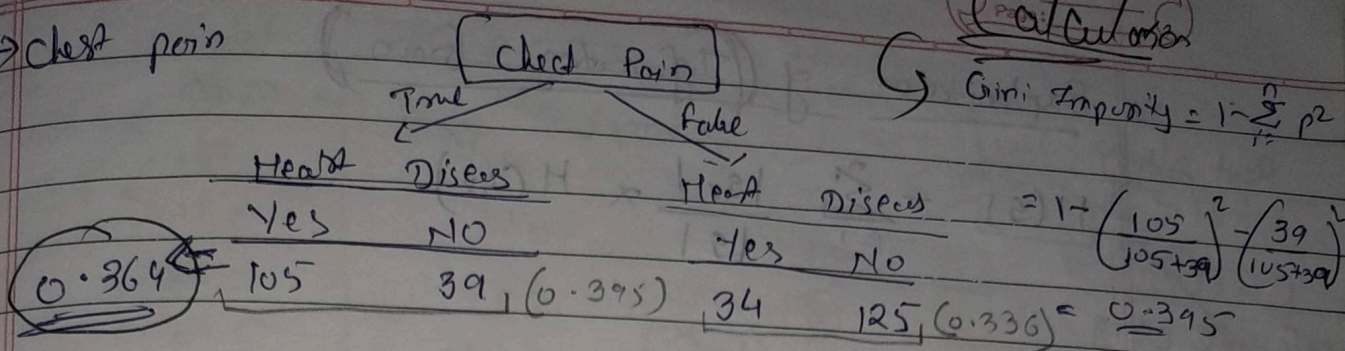 → Chest pein
Chect Pain
Calculation
True
False
Gini Impurity = 1 - Σ p²
Heart Disees
Heart Disees
= 1 - (105/105+39)² - (39/105+39)²
Yes NO
Yes No
0.364 ⇐ 105 39, (0.395)
34 125, (0.336) = 0.395